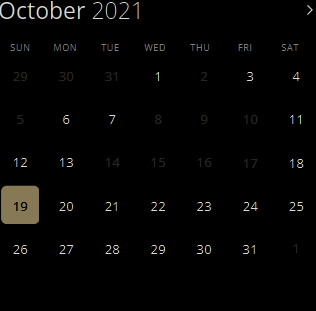 October 2021
SUN MON TUE WED THU FRI SAT
29 30 31 1 2 3 4
5 6 7 8 9 10 11
12 13 14 15 16 17 18
19 20 21 22 23 24 25
26 27 28 29 30 31 1